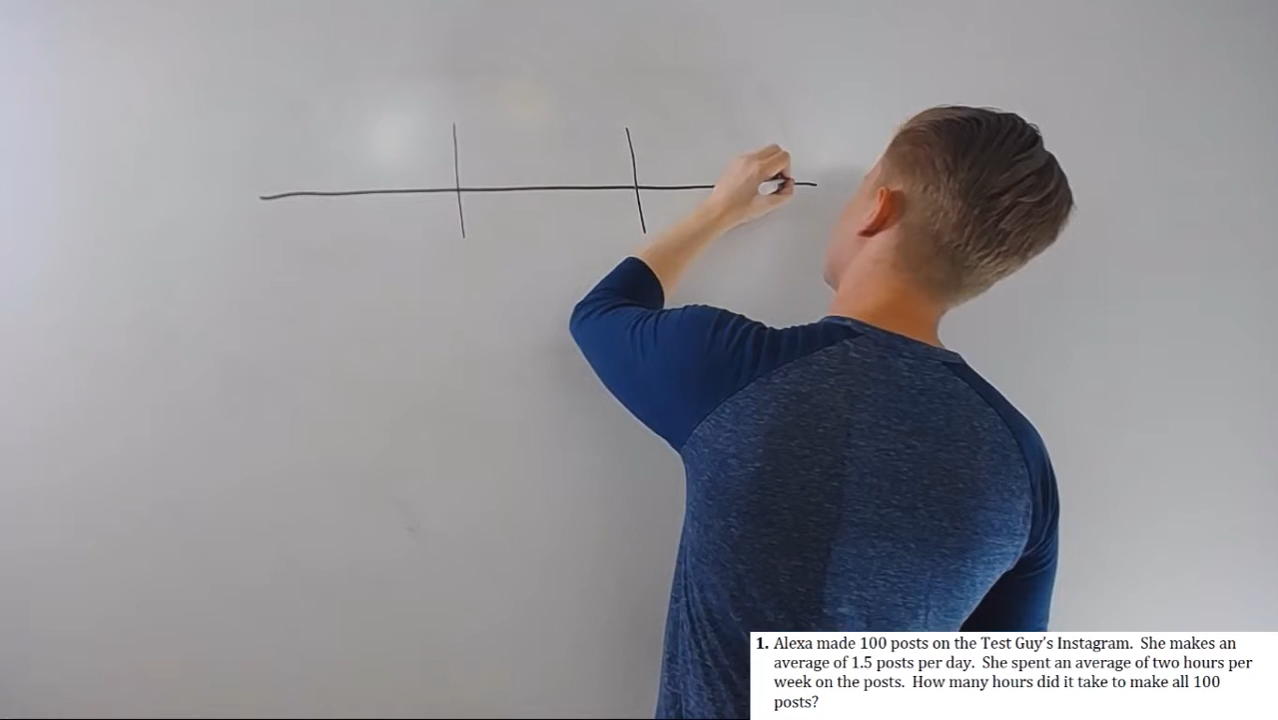 1. Alexa made 100 posts on the Test Guy's Instagram.  She makes an
average of 1.5 posts per day.  She spent an average of two hours per
week on the posts.  How many hours did it take to make all 100
posts?